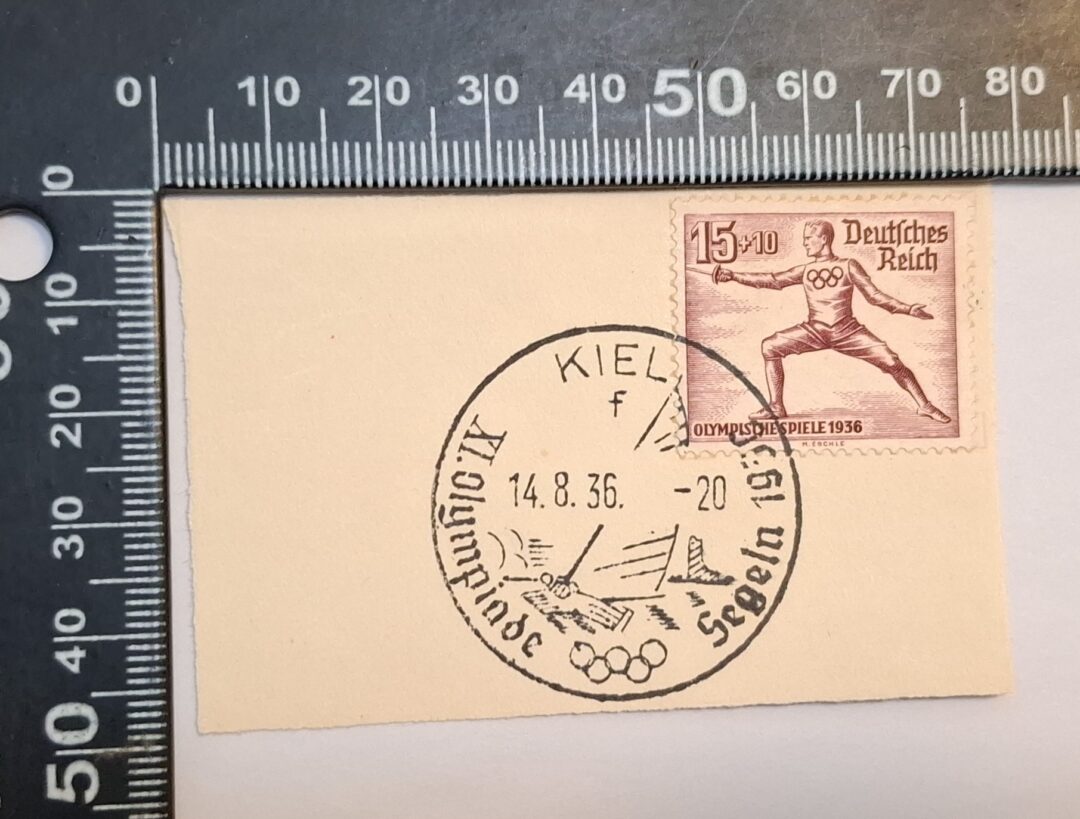 0 10 20 30 40 50 60 70 80
0
10
20
30
40
50
15+10
Deutsches
Reich
OLYMPISCHE SPIELE 1936
M. ESCHLE
KIEL
f
14. 8. 36. -20
XI. Olympiade
Segeln 1936